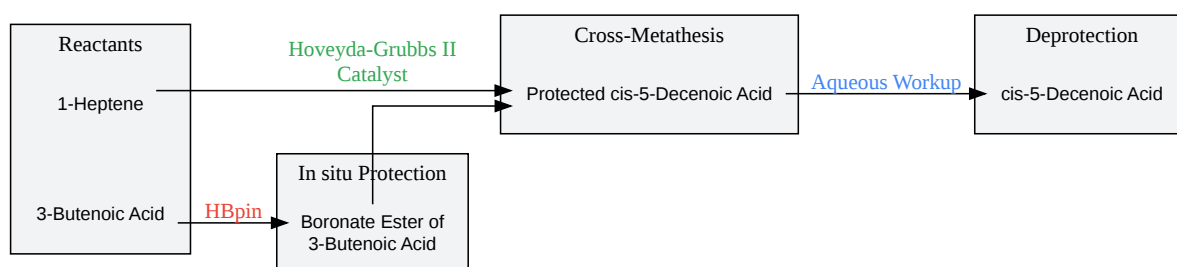 Reactants
1-Heptene
3-Butenoic Acid
HBpin
In situ Protection
Boronate Ester of
3-Butenoic Acid
Hoveyda-Grubbs II
Catalyst
Cross-Metathesis
Protected cis-5-Decenoic Acid
Aqueous Workup
Deprotection
cis-5-Decenoic Acid